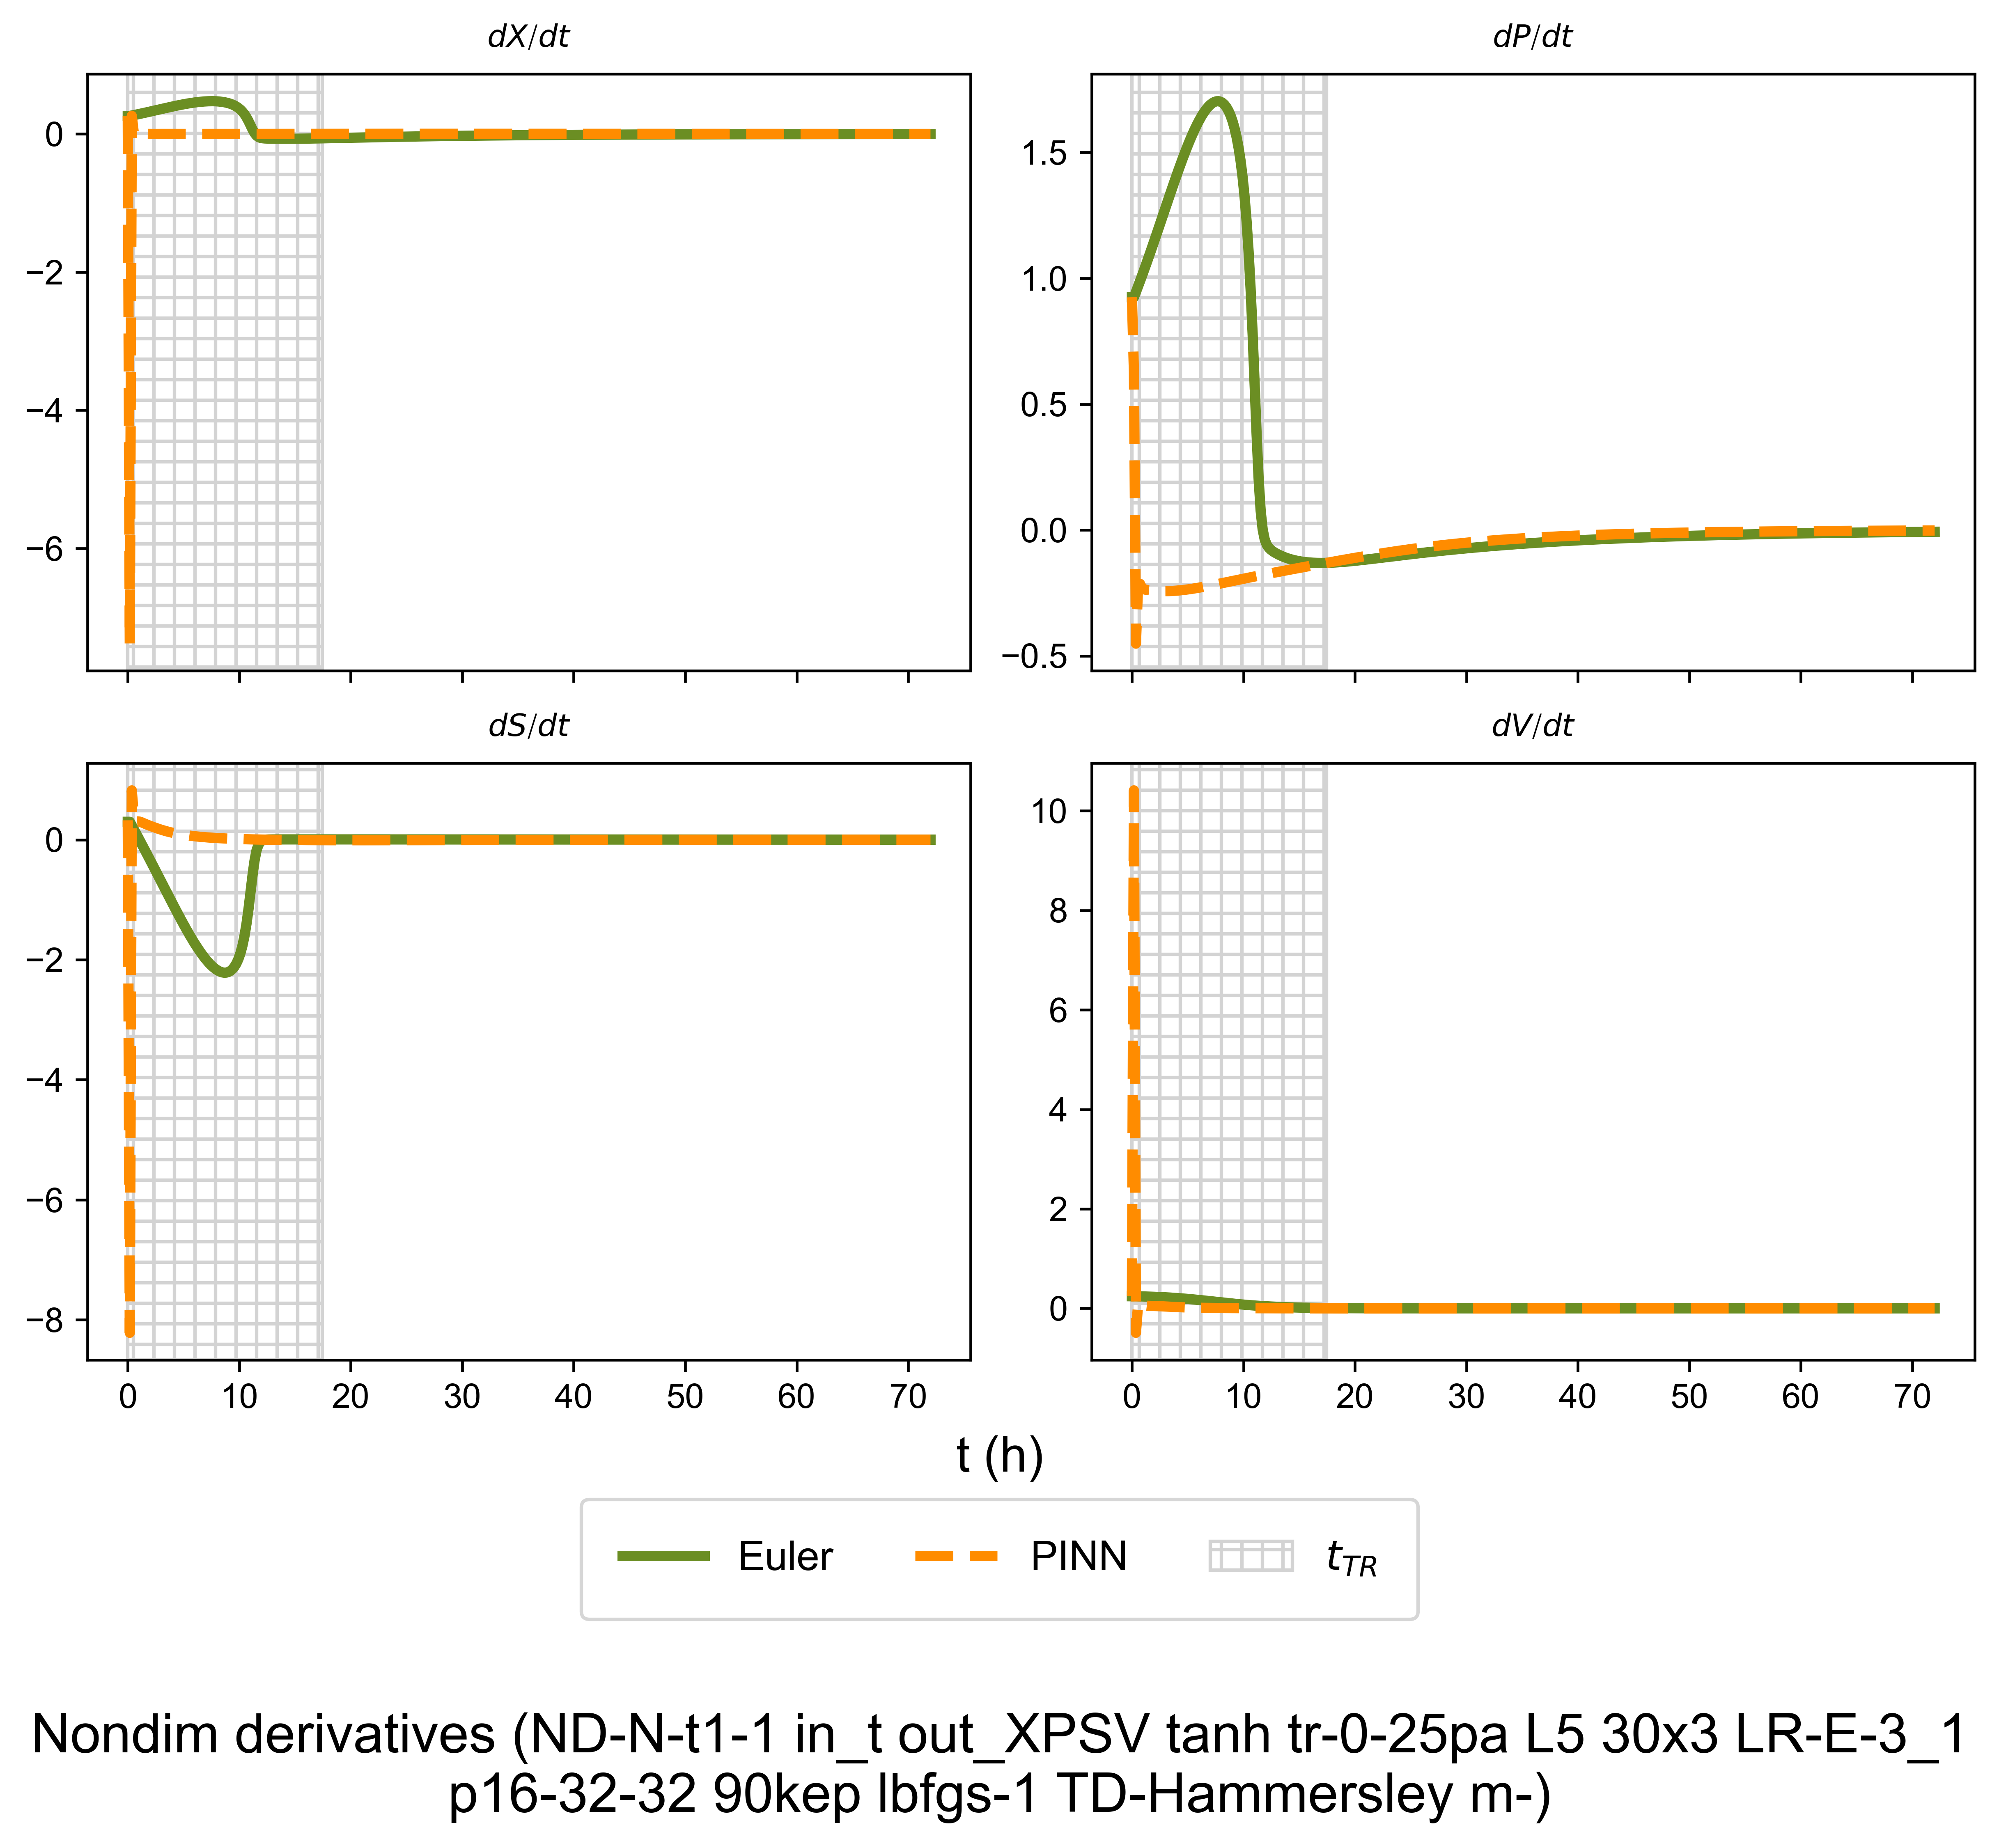 dX/dt
dP/dt
0
−2
−4
−6
1.5
1.0
0.5
0.0
−0.5
dS/dt
dV/dt
0
−2
−4
−6
−8
10
8
6
4
2
0
0 10 20 30 40 50 60 70
0 10 20 30 40 50 60 70
t (h)
Euler PINN t_TR
Nondim derivatives (ND-N-t1-1 in_t out_XPSV tanh tr-0-25pa L5 30x3 LR-E-3_1
p16-32-32 90kep lbfgs-1 TD-Hammersley m-)